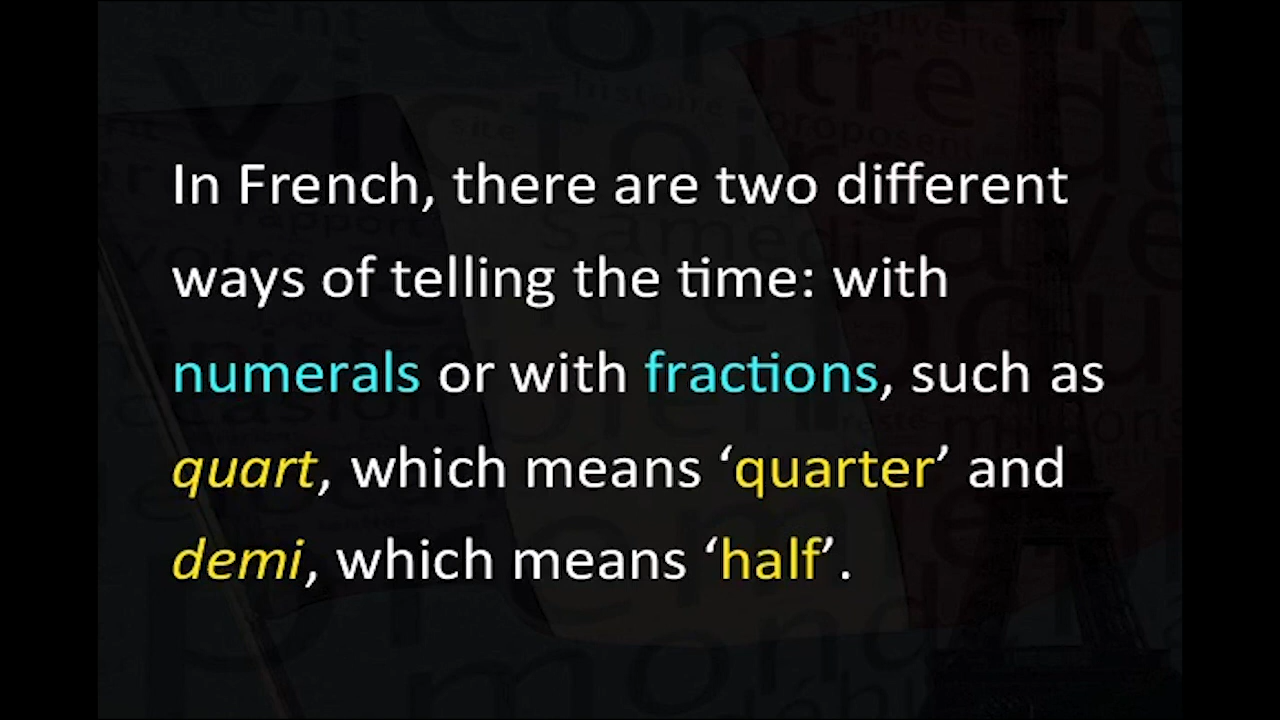 In French, there are two different
ways of telling the time: with
numerals or with fractions, such as
quart, which means ‘quarter’ and
demi, which means ‘half’.